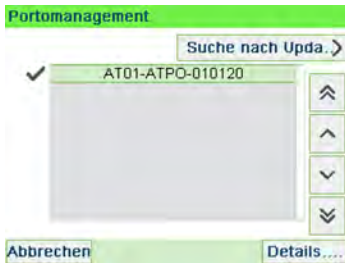 Portomanagement
Suche nach Upda.
AT01-ATPO-010120
Abbrechen
Details....